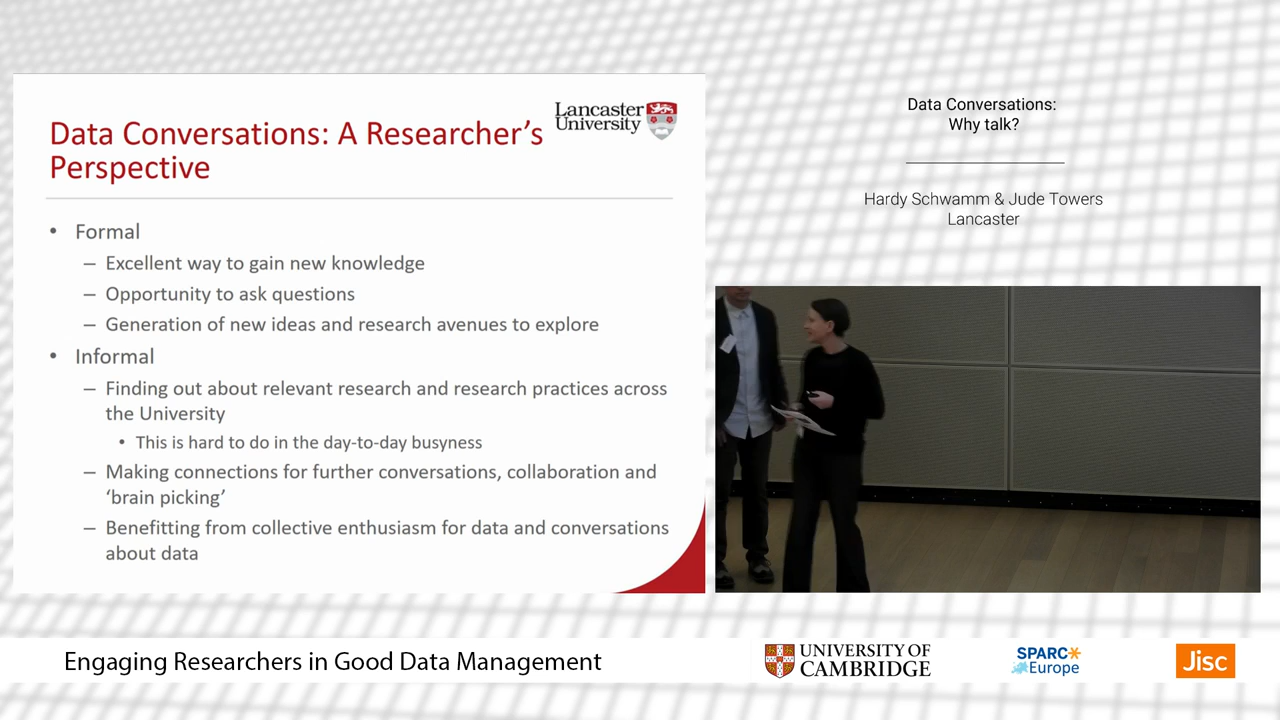 Data Conversations: A Researcher's
Perspective
Lancaster
University
• Formal
– Excellent way to gain new knowledge
– Opportunity to ask questions
– Generation of new ideas and research avenues to explore
• Informal
– Finding out about relevant research and research practices across
the University
• This is hard to do in the day-to-day busyness
– Making connections for further conversations, collaboration and
‘brain picking’
– Benefitting from collective enthusiasm for data and conversations
about data
Data Conversations:
Why talk?
Hardy Schwamm & Jude Towers
Lancaster
Engaging Researchers in Good Data Management
UNIVERSITY OF
CAMBRIDGE
SPARC
Europe
Jisc